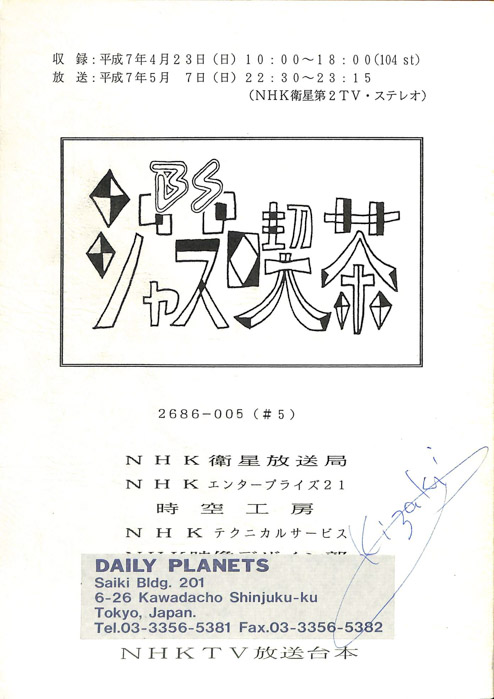 収　録：平成７年４月２３日（日）１０：００～１８：００(104 st)
放　送：平成７年５月　７日（日）２２：３０～２３：１５
（ＮＨＫ衛星第２ＴＶ・ステレオ）
BS
ジャズ喫茶
２６８６－００５（＃５）
ＮＨＫ衛星放送局
ＮＨＫエンタープライズ２１
時空工房
ＮＨＫテクニカルサービス
Kizaki
DAILY PLANETS
Saiki Bldg. 201
6-26 Kawadacho Shinjuku-ku
Tokyo, Japan.
Tel.03-3356-5381 Fax.03-3356-5382
ＮＨＫＴＶ放送台本